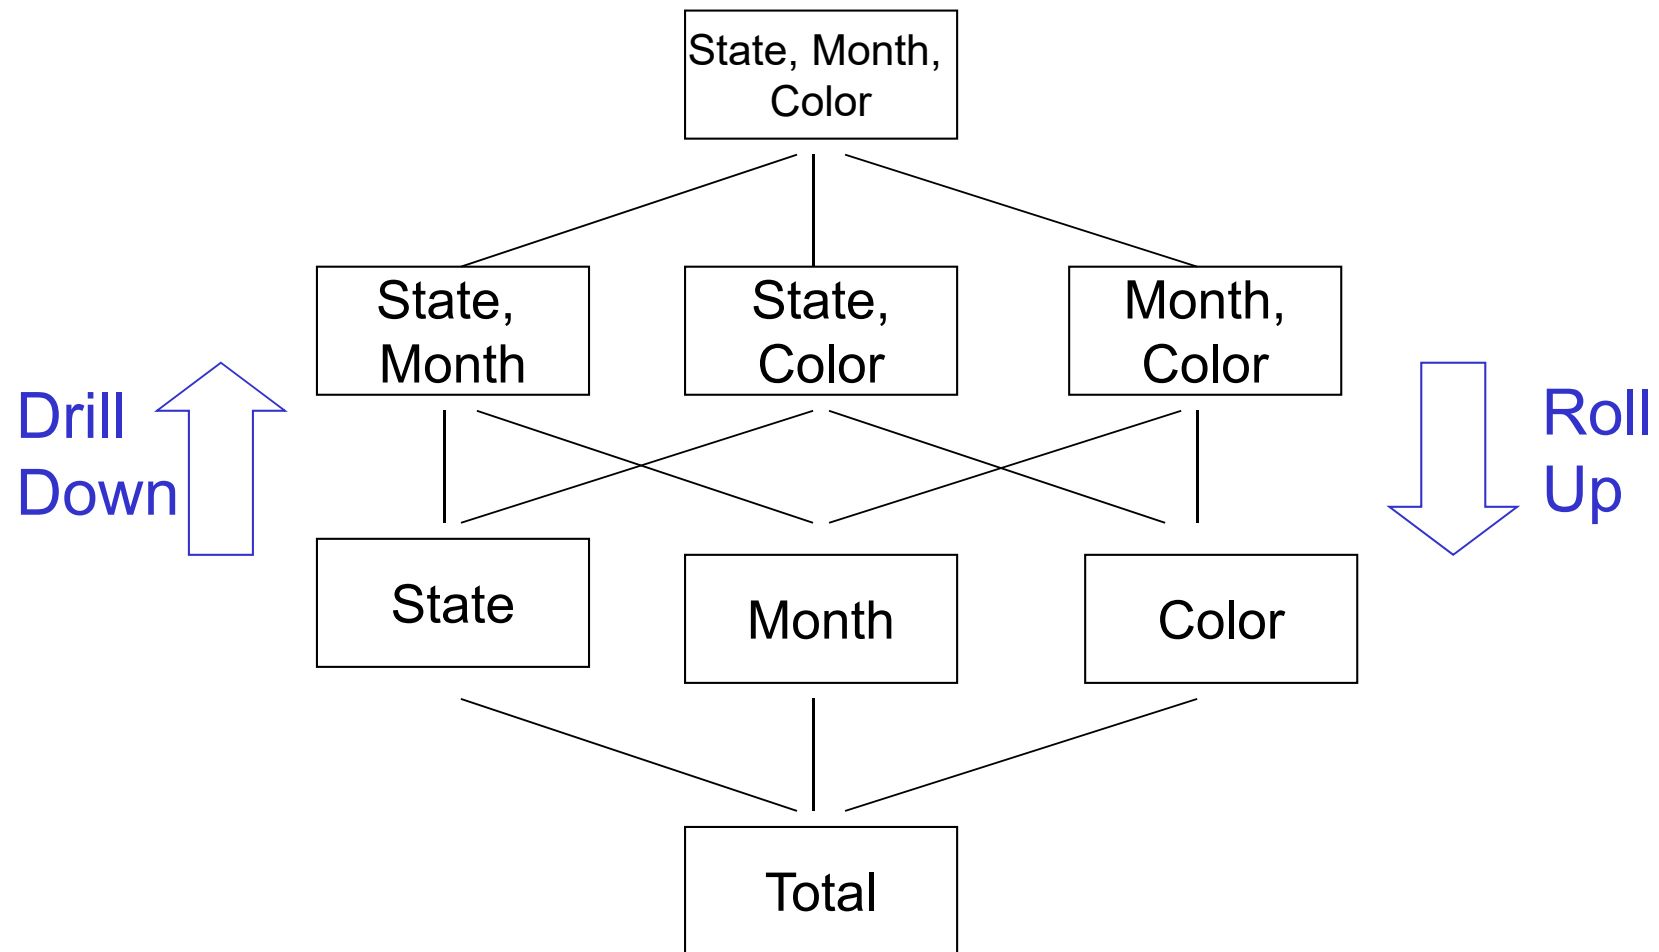 State, Month,
Color
State,
Month
State,
Color
Month,
Color
Drill
Down
Roll
Up
State
Month
Color
Total